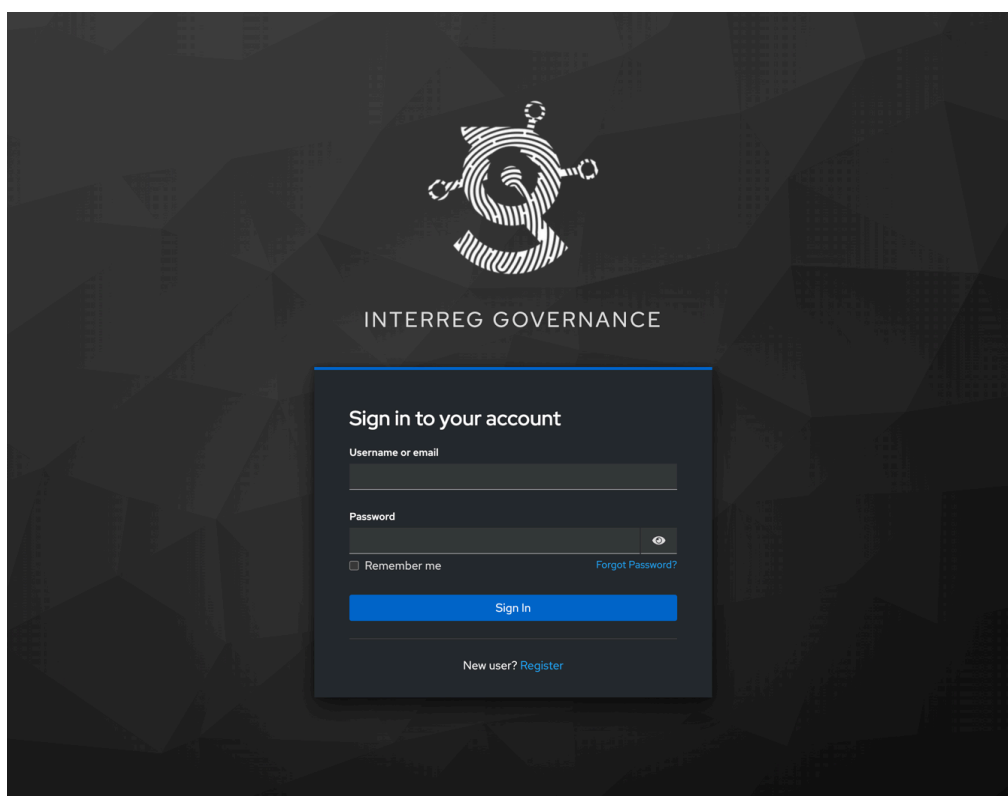 INTERREG GOVERNANCE
Sign in to your account
Username or email
Password
Remember me
Forgot Password?
Sign In
New user? Register